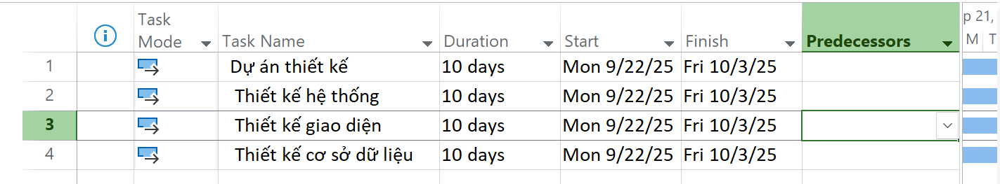 Task Mode Task Name Duration Start Finish Predecessors p 21,
M T
1 Dự án thiết kế 10 days Mon 9/22/25 Fri 10/3/25
2 Thiết kế hệ thống 10 days Mon 9/22/25 Fri 10/3/25
3 Thiết kế giao diện 10 days Mon 9/22/25 Fri 10/3/25
4 Thiết kế cơ sở dữ liệu 10 days Mon 9/22/25 Fri 10/3/25